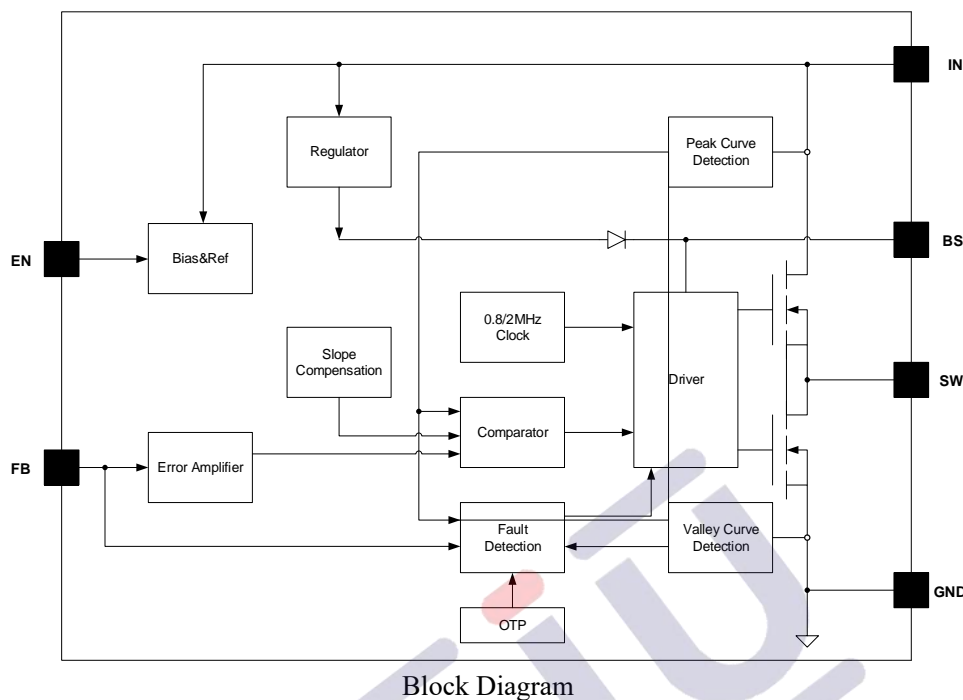 IN
Regulator
Peak Curve
Detection
BS
EN
Bias&Ref
0.8/2MHz
Clock
Slope
Compensation
Driver
SW
Comparator
FB
Error Amplifier
Fault
Detection
Valley Curve
Detection
GND
OTP
Block Diagram